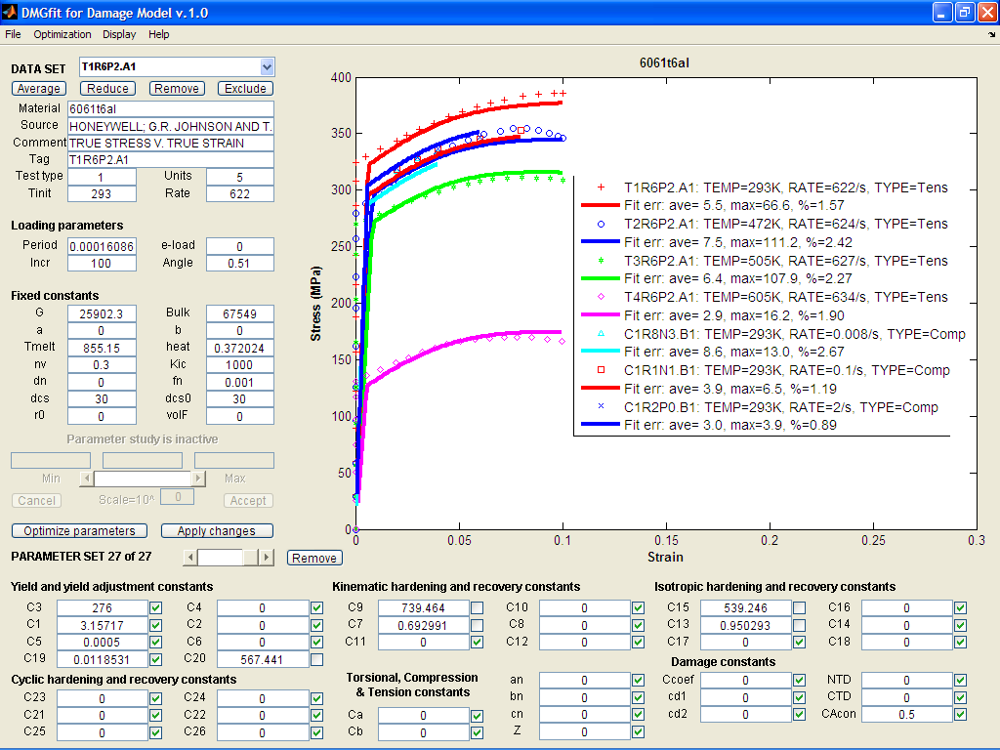 DMGfit for Damage Model v.1.0
File Optimization Display Help
DATA SET T1R6P2.A1
Average Reduce Remove Exclude
Material 6061t6al
Source HONEYWELL; G.R. JOHNSON AND T.
Comment TRUE STRESS V. TRUE STRAIN
Tag T1R6P2.A1
Test type 1 Units 5
Tinit 293 Rate 622
Loading parameters
Period 0.00016086 e-load 0
Incr 100 Angle 0.51
Fixed constants
G 25902.3 Bulk 67549
a 0 b 0
Tmelt 855.15 heat 0.372024
nv 0.3 Kic 1000
dn 0 fn 0.001
dcs 30 dcs0 30
r0 0 volF 0
Parameter study is inactive
Min Max
Cancel Scale=10^ 0 Accept
Optimize parameters Apply changes
PARAMETER SET 27 of 27 Remove
6061t6al
400
350
300
250
200
150
100
50
0
0 0.05 0.1 0.15 0.2 0.25 0.3
Stress (MPa)
Strain
T1R6P2.A1: TEMP=293K, RATE=622/s, TYPE=Tens
Fit err: ave= 5.5, max=66.6, %=1.57
T2R6P2.A1: TEMP=472K, RATE=624/s, TYPE=Tens
Fit err: ave= 7.5, max=111.2, %=2.42
T3R6P2.A1: TEMP=505K, RATE=627/s, TYPE=Tens
Fit err: ave= 6.4, max=107.9, %=2.27
T4R6P2.A1: TEMP=605K, RATE=634/s, TYPE=Tens
Fit err: ave= 2.9, max=16.2, %=1.90
C1R8N3.B1: TEMP=293K, RATE=0.008/s, TYPE=Comp
Fit err: ave= 8.6, max=13.0, %=2.67
C1R1N1.B1: TEMP=293K, RATE=0.1/s, TYPE=Comp
Fit err: ave= 3.9, max=6.5, %=1.19
C1R2P0.B1: TEMP=293K, RATE=2/s, TYPE=Comp
Fit err: ave= 3.0, max=3.9, %=0.89
Yield and yield adjustment constants
C3 276 C4 0
C1 3.15717 C2 0
C5 0.0005 C6 0
C19 0.0118531 C20 567.441
Cyclic hardening and recovery constants
C23 0 C24 0
C21 0 C22 0
C25 0 C26 0
Kinematic hardening and recovery constants
C9 739.464 C10 0
C7 0.692991 C8 0
C11 0 C12 0
Torsional, Compression
& Tension constants
Ca 0
Cb 0
an 0
bn 0
cn 0
Z 0
Isotropic hardening and recovery constants
C15 539.246 C16 0
C13 0.950293 C14 0
C17 0 C18 0
Damage constants
Ccoef 0 NTD 0
cd1 0 CTD 0
cd2 0 CAcon 0.5